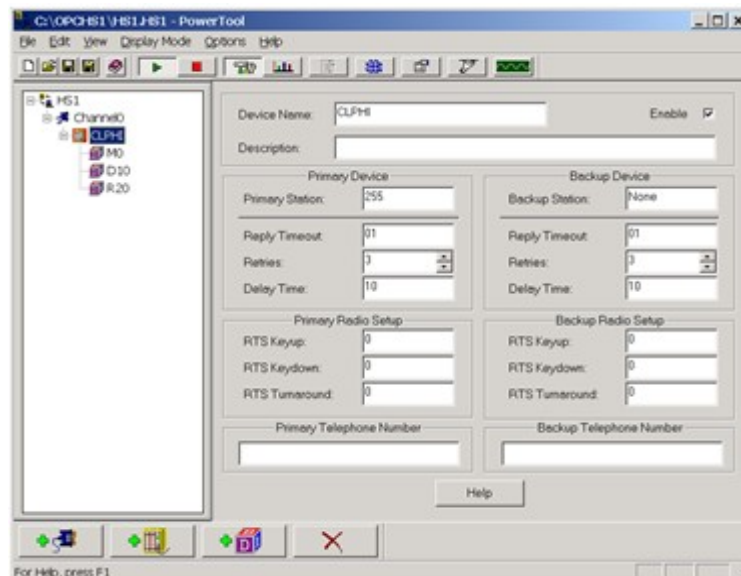 C:\OPCHS1\HS1.HS1 - PowerTool
File Edit View Display Mode Options Help
HS1
Channel0
CLPHI
M0
D10
R20
Device Name: CLPHI Enable
Description:
Primary Device
Primary Station: 255
Reply Timeout: 01
Retries: 3
Delay Time: 10
Backup Device
Backup Station: None
Reply Timeout: 01
Retries: 3
Delay Time: 10
Primary Radio Setup
RTS Keyup: 0
RTS Keydown: 0
RTS Turnaround: 0
Backup Radio Setup
RTS Keyup: 0
RTS Keydown: 0
RTS Turnaround: 0
Primary Telephone Number
Backup Telephone Number
Help
D
For Help, press F1